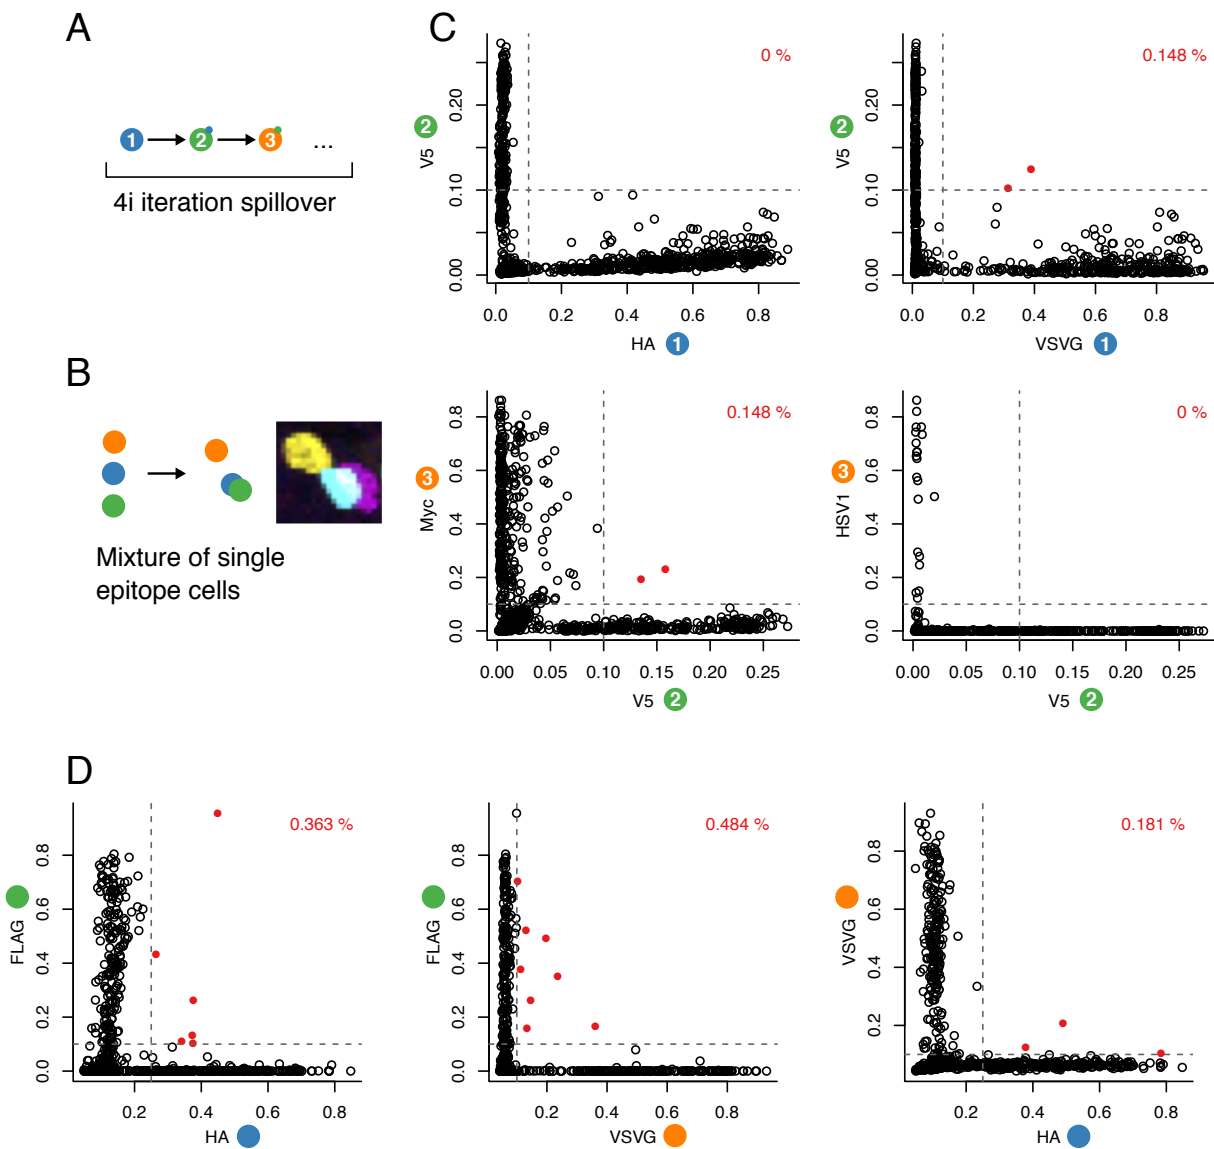 A
1 2 3 ...
4i iteration spillover
B
Mixture of single
epitope cells
C
0 %
V5 2
0.00 0.10 0.20
0.0 0.2 0.4 0.6 0.8
HA 1
0.148 %
V5 2
0.00 0.10 0.20
0.0 0.2 0.4 0.6 0.8
VSVG 1
0.148 %
Myc 3
0.0 0.2 0.4 0.6 0.8
0.00 0.05 0.10 0.15 0.20 0.25
V5 2
0 %
HSV1 3
0.0 0.2 0.4 0.6 0.8
0.00 0.05 0.10 0.15 0.20 0.25
V5 2
D
0.363 %
FLAG
0.0 0.2 0.4 0.6 0.8
0.2 0.4 0.6 0.8
HA
0.484 %
FLAG
0.0 0.2 0.4 0.6 0.8
0.2 0.4 0.6 0.8
VSVG
0.181 %
VSVG
0.2 0.4 0.6 0.8
0.2 0.4 0.6 0.8
HA